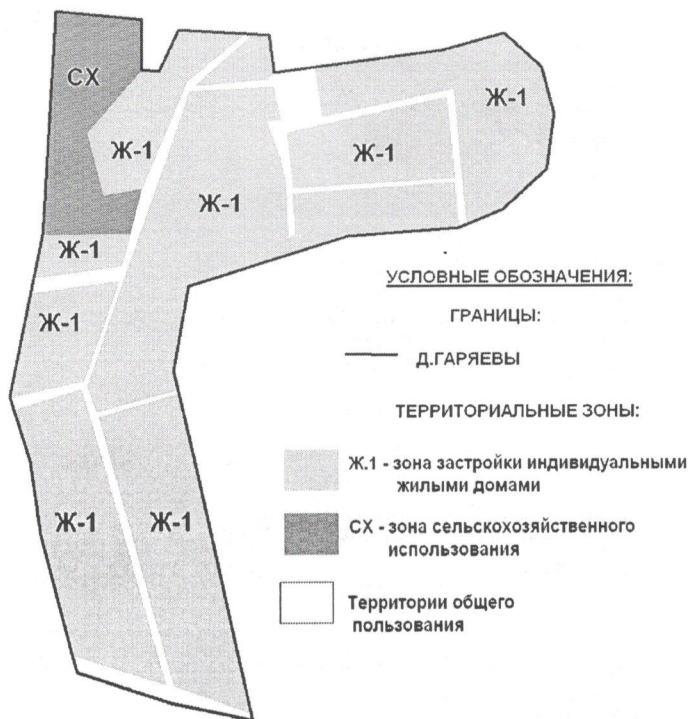 СХ
Ж-1
Ж-1
Ж-1
Ж-1
Ж-1
Ж-1
Ж-1
Ж-1
УСЛОВНЫЕ ОБОЗНАЧЕНИЯ:
ГРАНИЦЫ:
Д.ГАРЯЕВЫ
ТЕРРИТОРИАЛЬНЫЕ ЗОНЫ:
Ж.1 - зона застройки индивидуальными
жилыми домами
СХ - зона сельскохозяйственного
использования
Территории общего
пользования